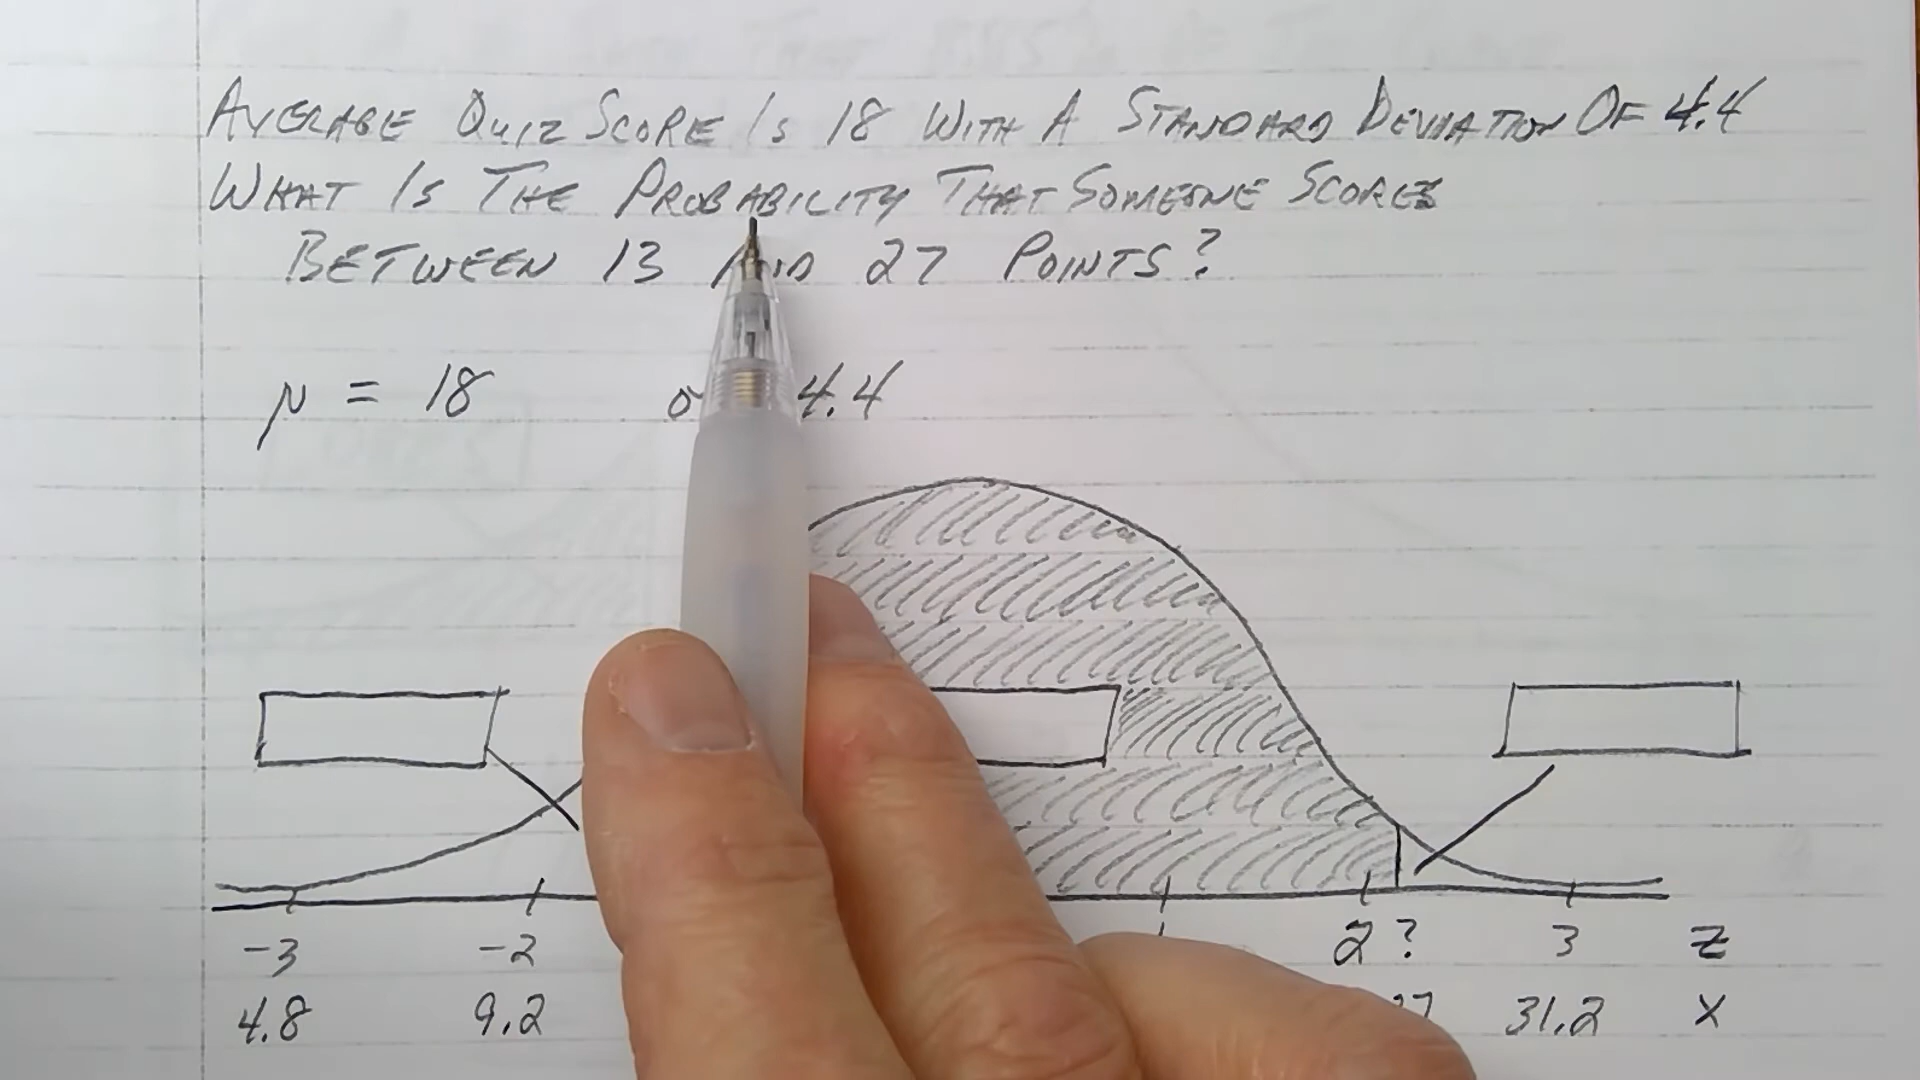 AVERAGE QUIZ SCORE IS 18 WITH A STANDARD DEVIATION OF 4.4
WHAT IS THE PROBABILITY THAT SOMEONE SCORES
BETWEEN 13 AND 27 POINTS?
μ = 18 σ 4.4
-3 -2 2 ? 3 Z
4.8 9.2 31.2 X